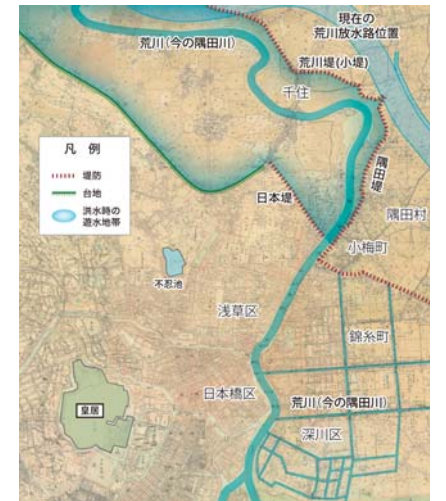 現在の
荒川放水路位置
荒川(今の隅田川)
荒川堤(小堤)
千住
凡 例
堤防
台地
洪水時の
遊水地帯
隅田堤
日本堤
隅田村
小梅町
不忍池
浅草区
錦糸町
皇居
日本橋区
荒川(今の隅田川)
深川区